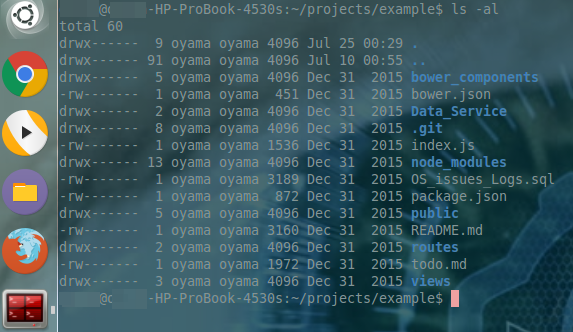 @d -HP-ProBook-4530s:~/projects/example$ ls -al
total 60
drwx------  9 oyama oyama 4096 Jul 25 00:29 .
drwx------ 91 oyama oyama 4096 Jul 10 00:55 ..
drwx------  5 oyama oyama 4096 Dec 31  2015 bower_components
-rw-------  1 oyama oyama  451 Dec 31  2015 bower.json
drwx------  2 oyama oyama 4096 Dec 31  2015 Data_Service
drwx------  8 oyama oyama 4096 Dec 31  2015 .git
-rw-------  1 oyama oyama 1536 Dec 31  2015 index.js
drwx------ 13 oyama oyama 4096 Dec 31  2015 node_modules
-rw-------  1 oyama oyama 3189 Dec 31  2015 OS_issues_Logs.sql
-rw-------  1 oyama oyama  872 Dec 31  2015 package.json
drwx------  5 oyama oyama 4096 Dec 31  2015 public
-rw-------  1 oyama oyama 3160 Dec 31  2015 README.md
drwx------  2 oyama oyama 4096 Dec 31  2015 routes
-rw-------  1 oyama oyama 1972 Dec 31  2015 todo.md
drwx------  3 oyama oyama 4096 Dec 31  2015 views
@d -HP-ProBook-4530s:~/projects/example$